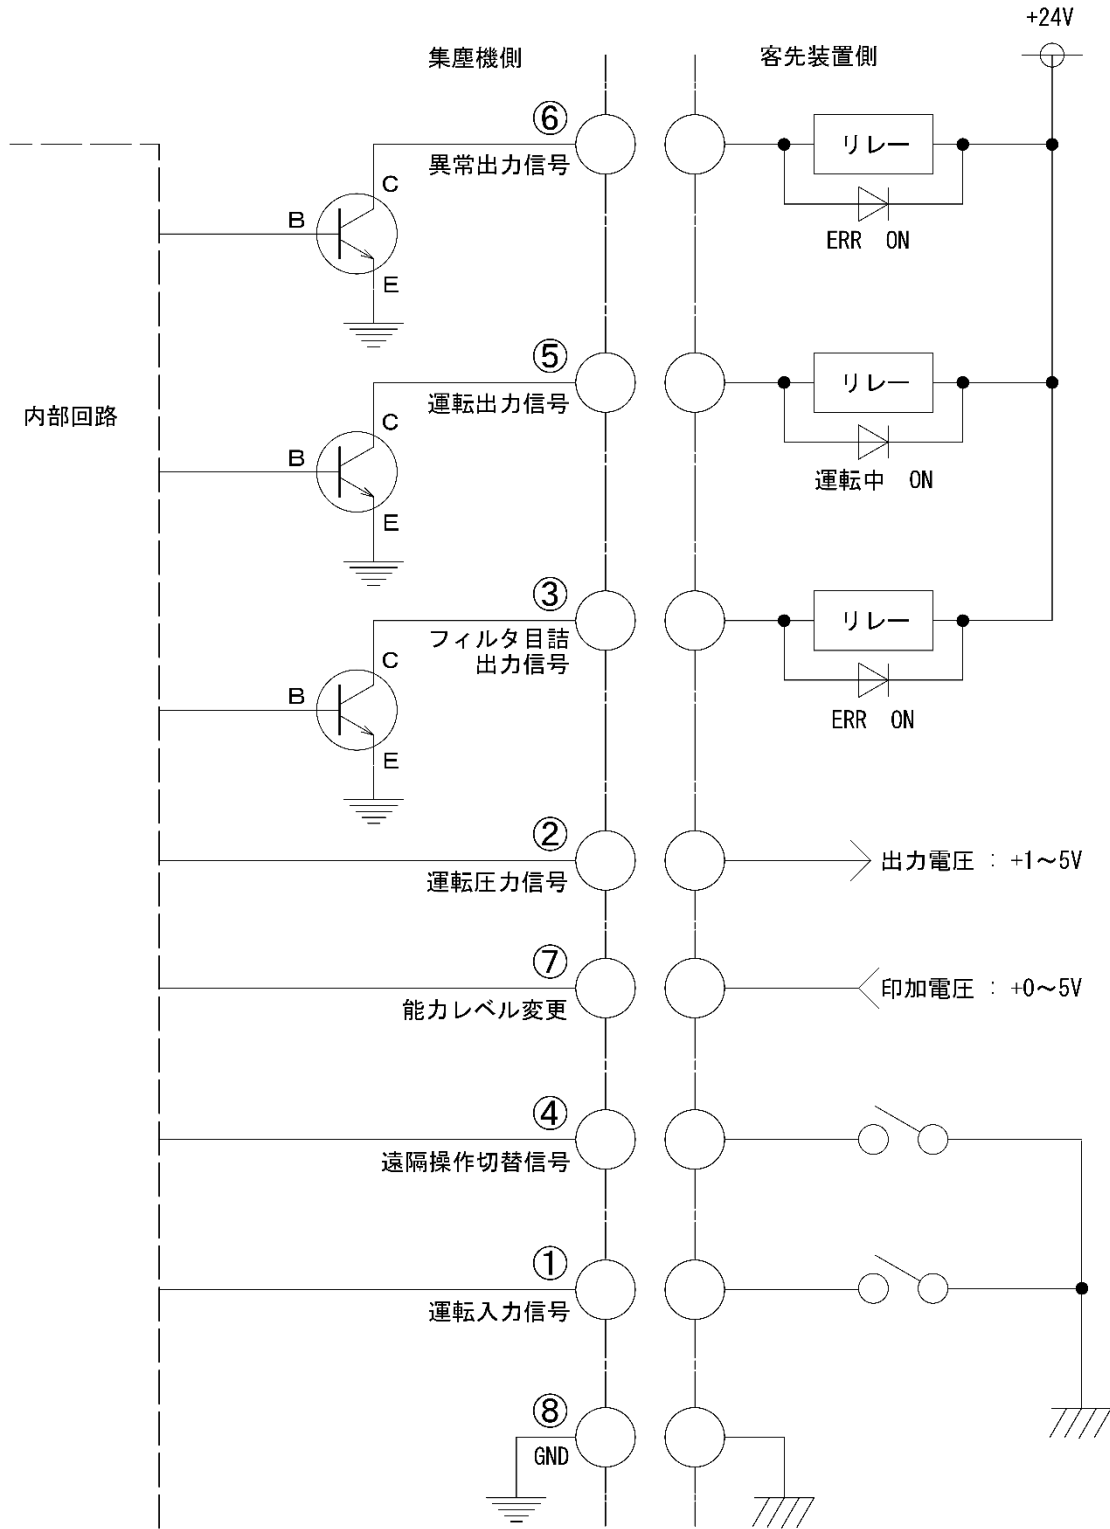 +24V
集塵機側
客先装置側
⑥
異常出力信号
リレー
ERR ON
B
C
E
内部回路
⑤
運転出力信号
リレー
運転中 ON
B
C
E
③
フィルタ目詰
出力信号
リレー
ERR ON
B
C
E
②
運転圧力信号
出力電圧 : +1～5V
⑦
能力レベル変更
印加電圧 : +0～5V
④
遠隔操作切替信号
①
運転入力信号
⑧
GND